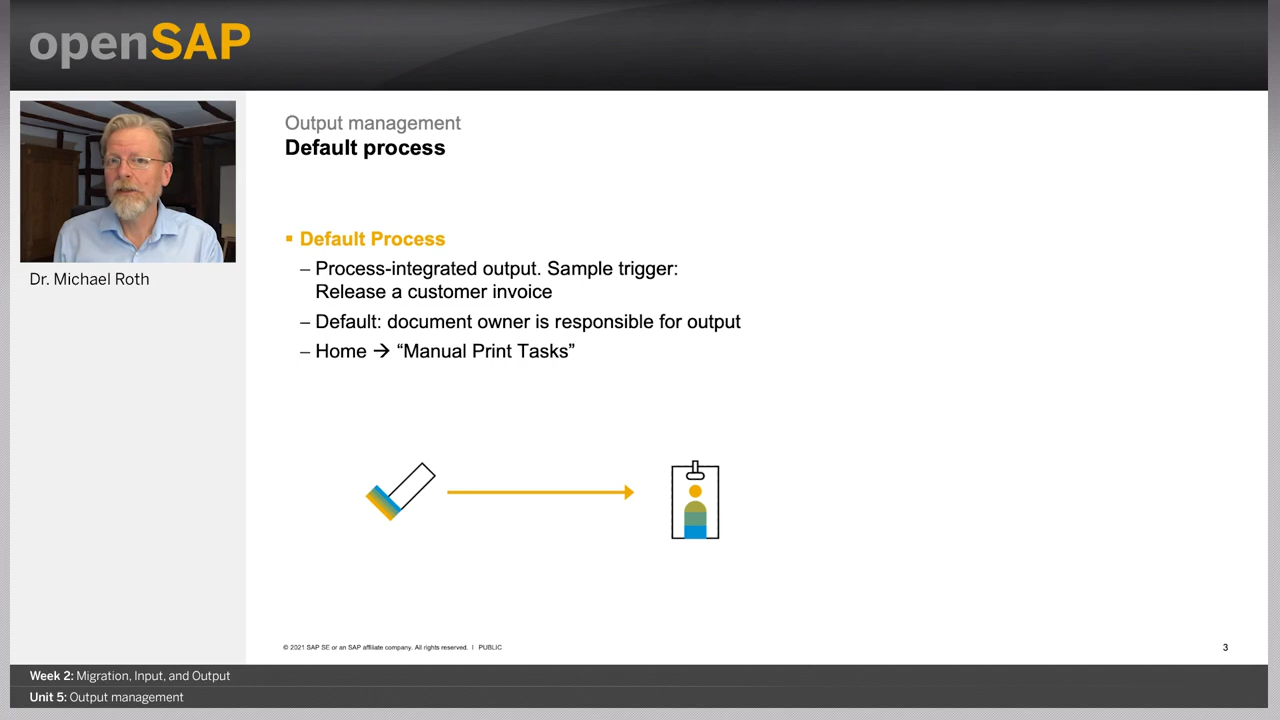 openSAP
Dr. Michael Roth
Output management
Default process
▪ Default Process
– Process-integrated output. Sample trigger:
Release a customer invoice
– Default: document owner is responsible for output
– Home → “Manual Print Tasks”
© 2021 SAP SE or an SAP affiliate company. All rights reserved. ǀ PUBLIC
3
Week 2: Migration, Input, and Output
Unit 5: Output management